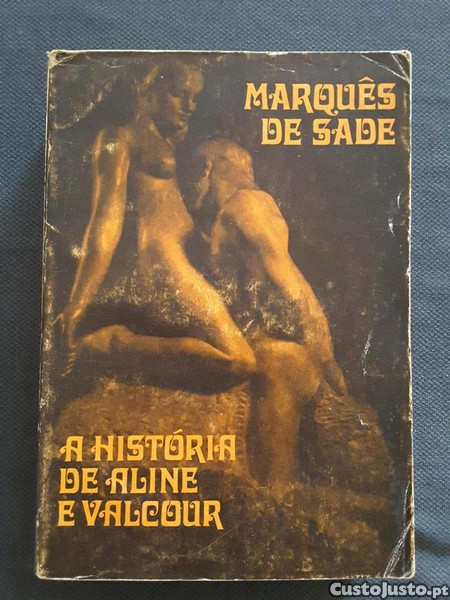 MARQUÊS
DE SADE
A HISTÓRIA
DE ALINE
E VALCOUR
CustoJusto.pt